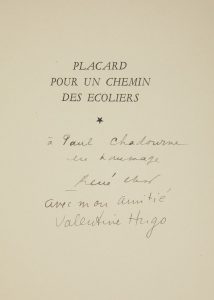 PLACARD
POUR UN CHEMIN
DES ECOLIERS
à Paul Chadourne
en hommage
René Char
avec mon amitié
Valentine Hugo